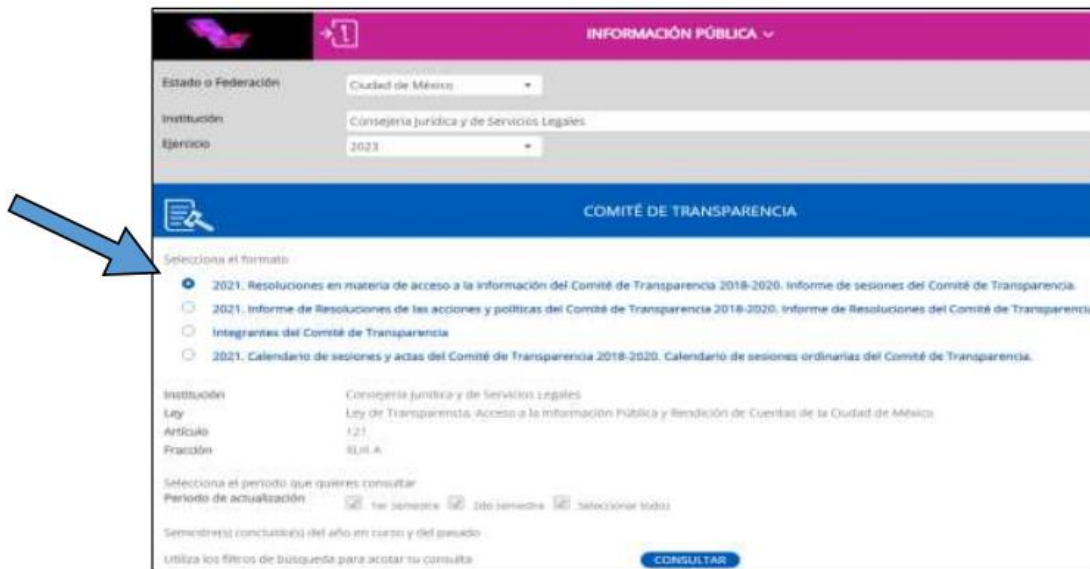 INFORMACIÓN PÚBLICA
Estado o Federación Ciudad de México
Institución Consejería Jurídica y de Servicios Legales
Ejercicio 2023
COMITÉ DE TRANSPARENCIA
Selecciona el formato
2021. Resoluciones en materia de acceso a la información del Comité de Transparencia 2018-2020. Informe de sesiones del Comité de Transparencia.
2021. Informe de Resoluciones de las acciones y políticas del Comité de Transparencia 2018-2020. Informe de Resoluciones del Comité de Transparencia
Integrantes del Comité de Transparencia
2021. Calendario de sesiones y actas del Comité de Transparencia 2018-2020. Calendario de sesiones ordinarias del Comité de Transparencia.
Institución Consejería Jurídica y de Servicios Legales
Ley Ley de Transparencia, Acceso a la Información Pública y Rendición de Cuentas de la Ciudad de México
Artículo 121
Fracción XLIII.A
Selecciona el periodo que quieres consultar
Periodo de actualización 1er semestre 2do semestre Seleccionar todos
Semestre(s) concluido(s) del año en curso y del pasado
Utiliza los filtros de búsqueda para acotar tu consulta CONSULTAR